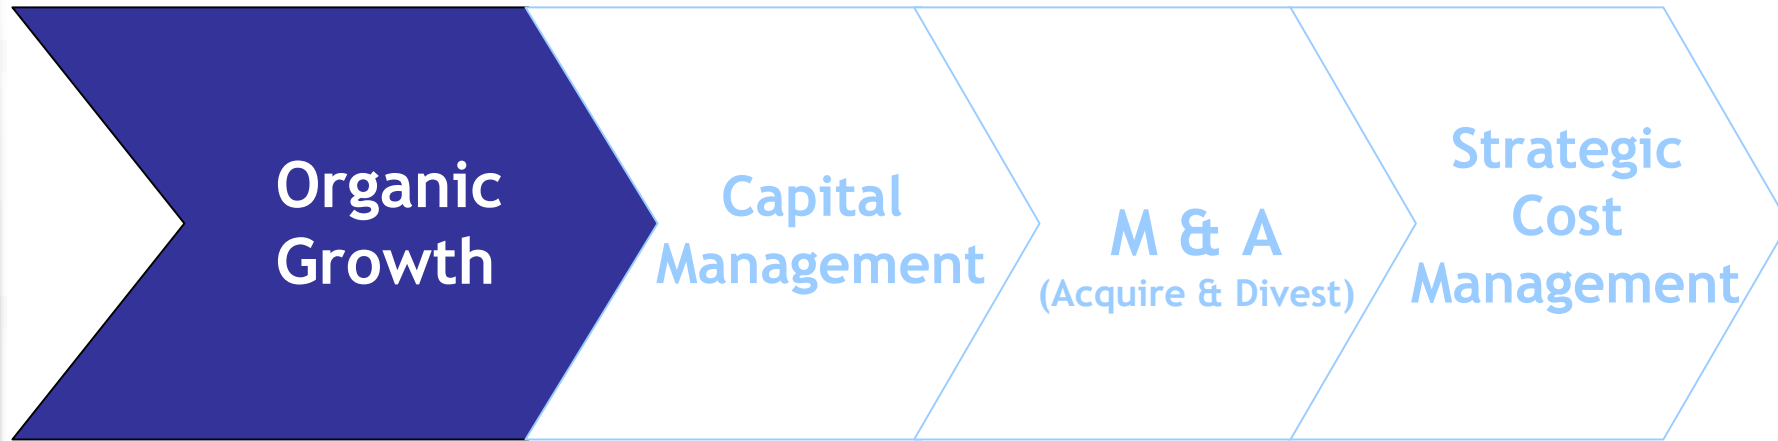 Organic
Growth
Capital
Management
M & A
(Acquire & Divest)
Strategic
Cost
Management